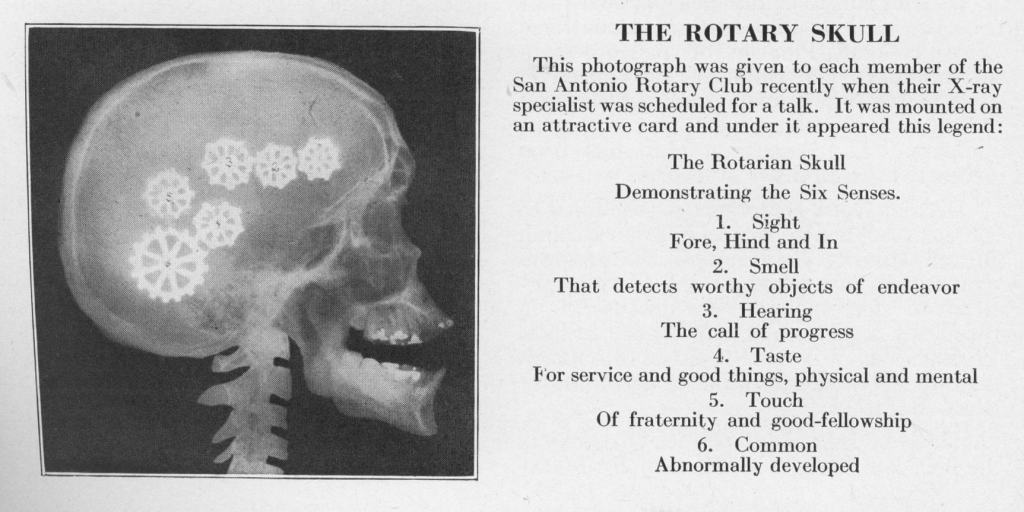 THE ROTARY SKULL
This photograph was given to each member of the
San Antonio Rotary Club recently when their X-ray
specialist was scheduled for a talk. It was mounted on
an attractive card and under it appeared this legend:
The Rotarian Skull
Demonstrating the Six Senses.
1. Sight
Fore, Hind and In
2. Smell
That detects worthy objects of endeavor
3. Hearing
The call of progress
4. Taste
For service and good things, physical and mental
5. Touch
Of fraternity and good-fellowship
6. Common
Abnormally developed